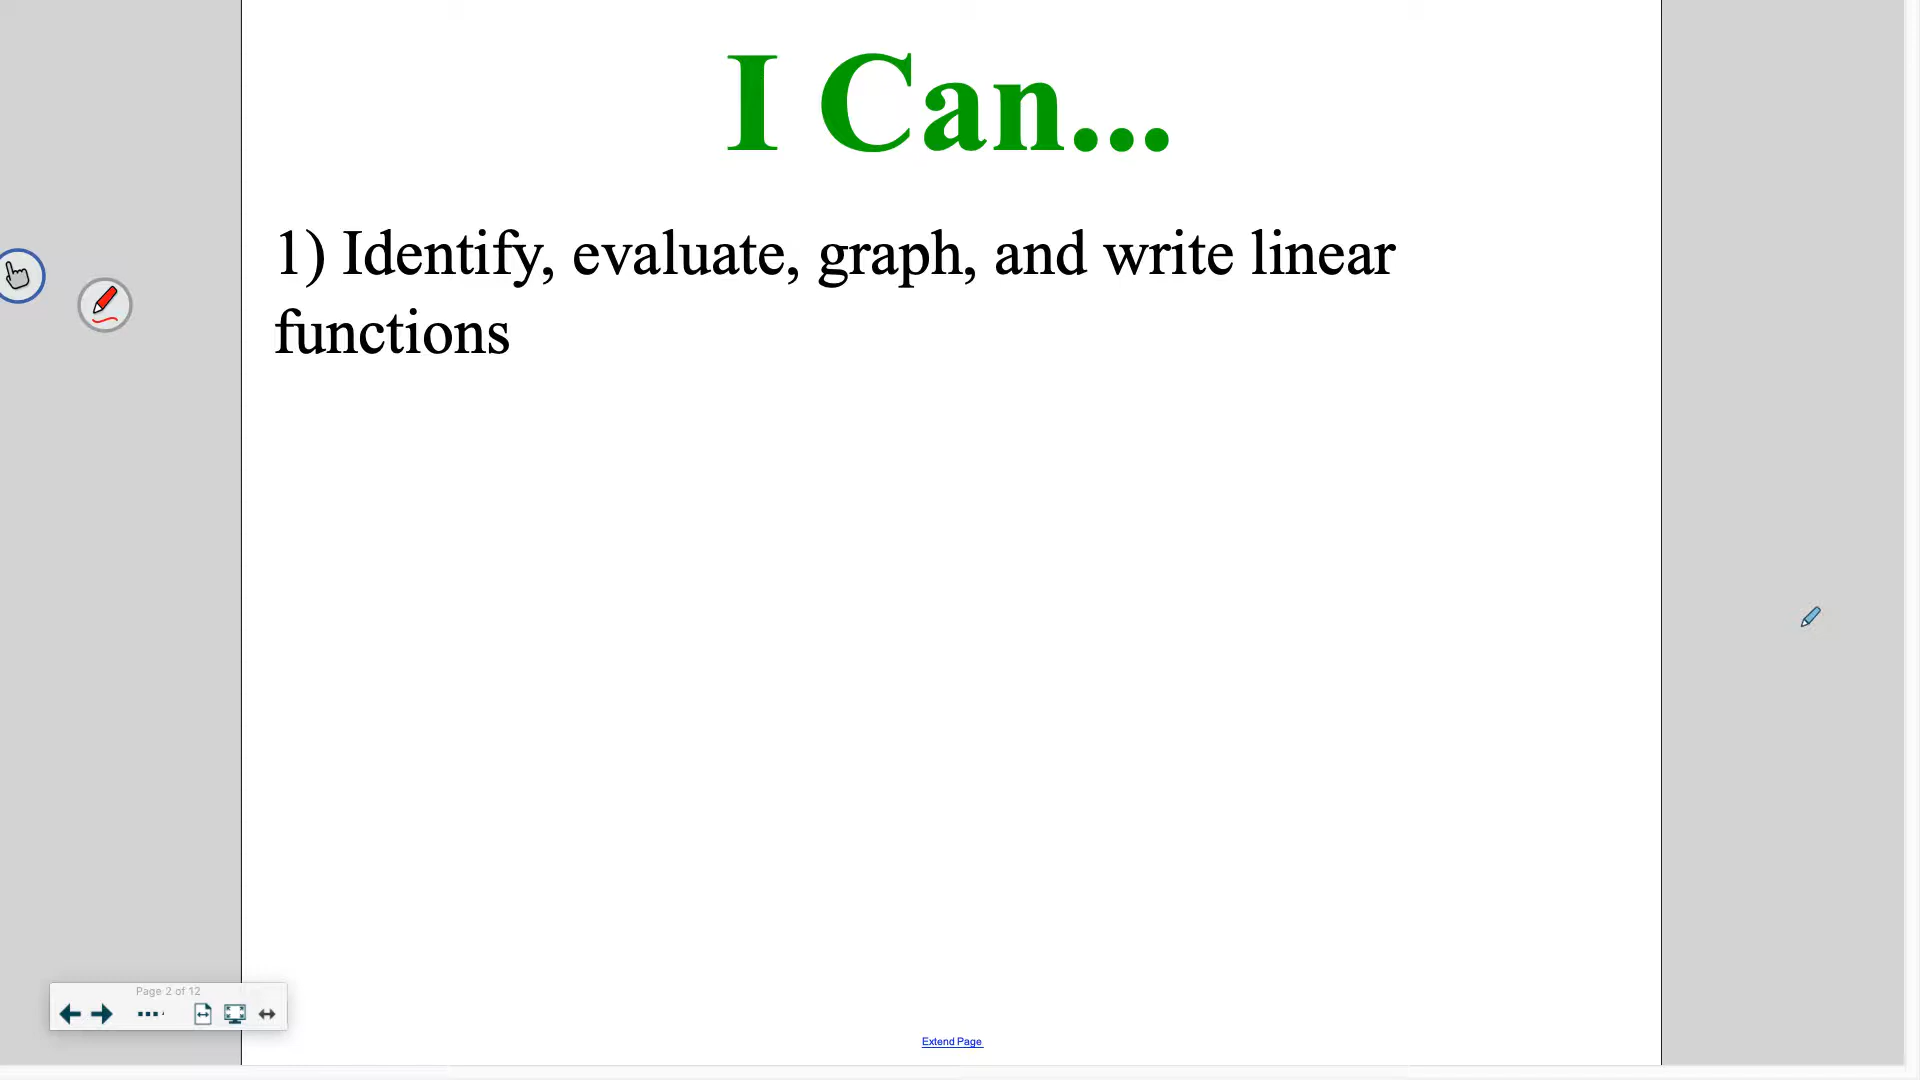 I Can...
1) Identify, evaluate, graph, and write linear
functions
Page 2 of 12
Extend Page